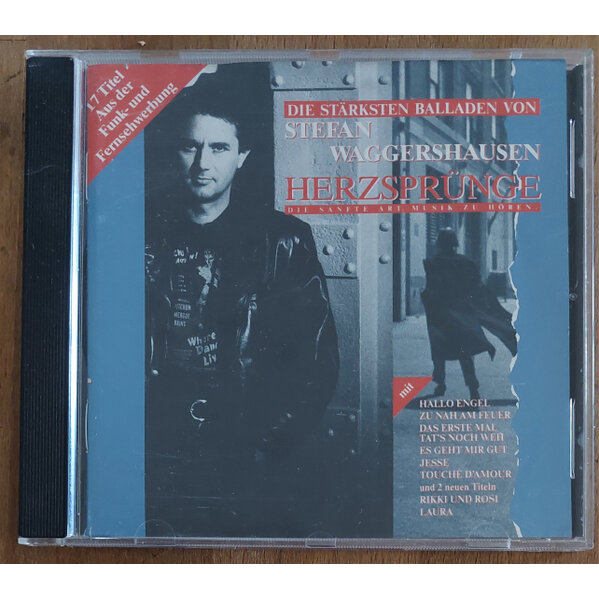 17 Titel
Aus der
Funk- und
Fernsehwerbung
DIE STÄRKSTEN BALLADEN VON
STEFAN
WAGGERSHAUSEN
HERZSPRÜNGE
DIE SANFTE ART, MUSIK ZU HÖREN.
mit
HALLO ENGEL
ZU NAH AM FEUER
DAS ERSTE MAL
TAT'S NOCH WEH
ES GEHT MIR GUT
JESSE
TOUCHÉ D'AMOUR
und 2 neuen Titeln
RIKKI UND ROSI
LAURA
Where